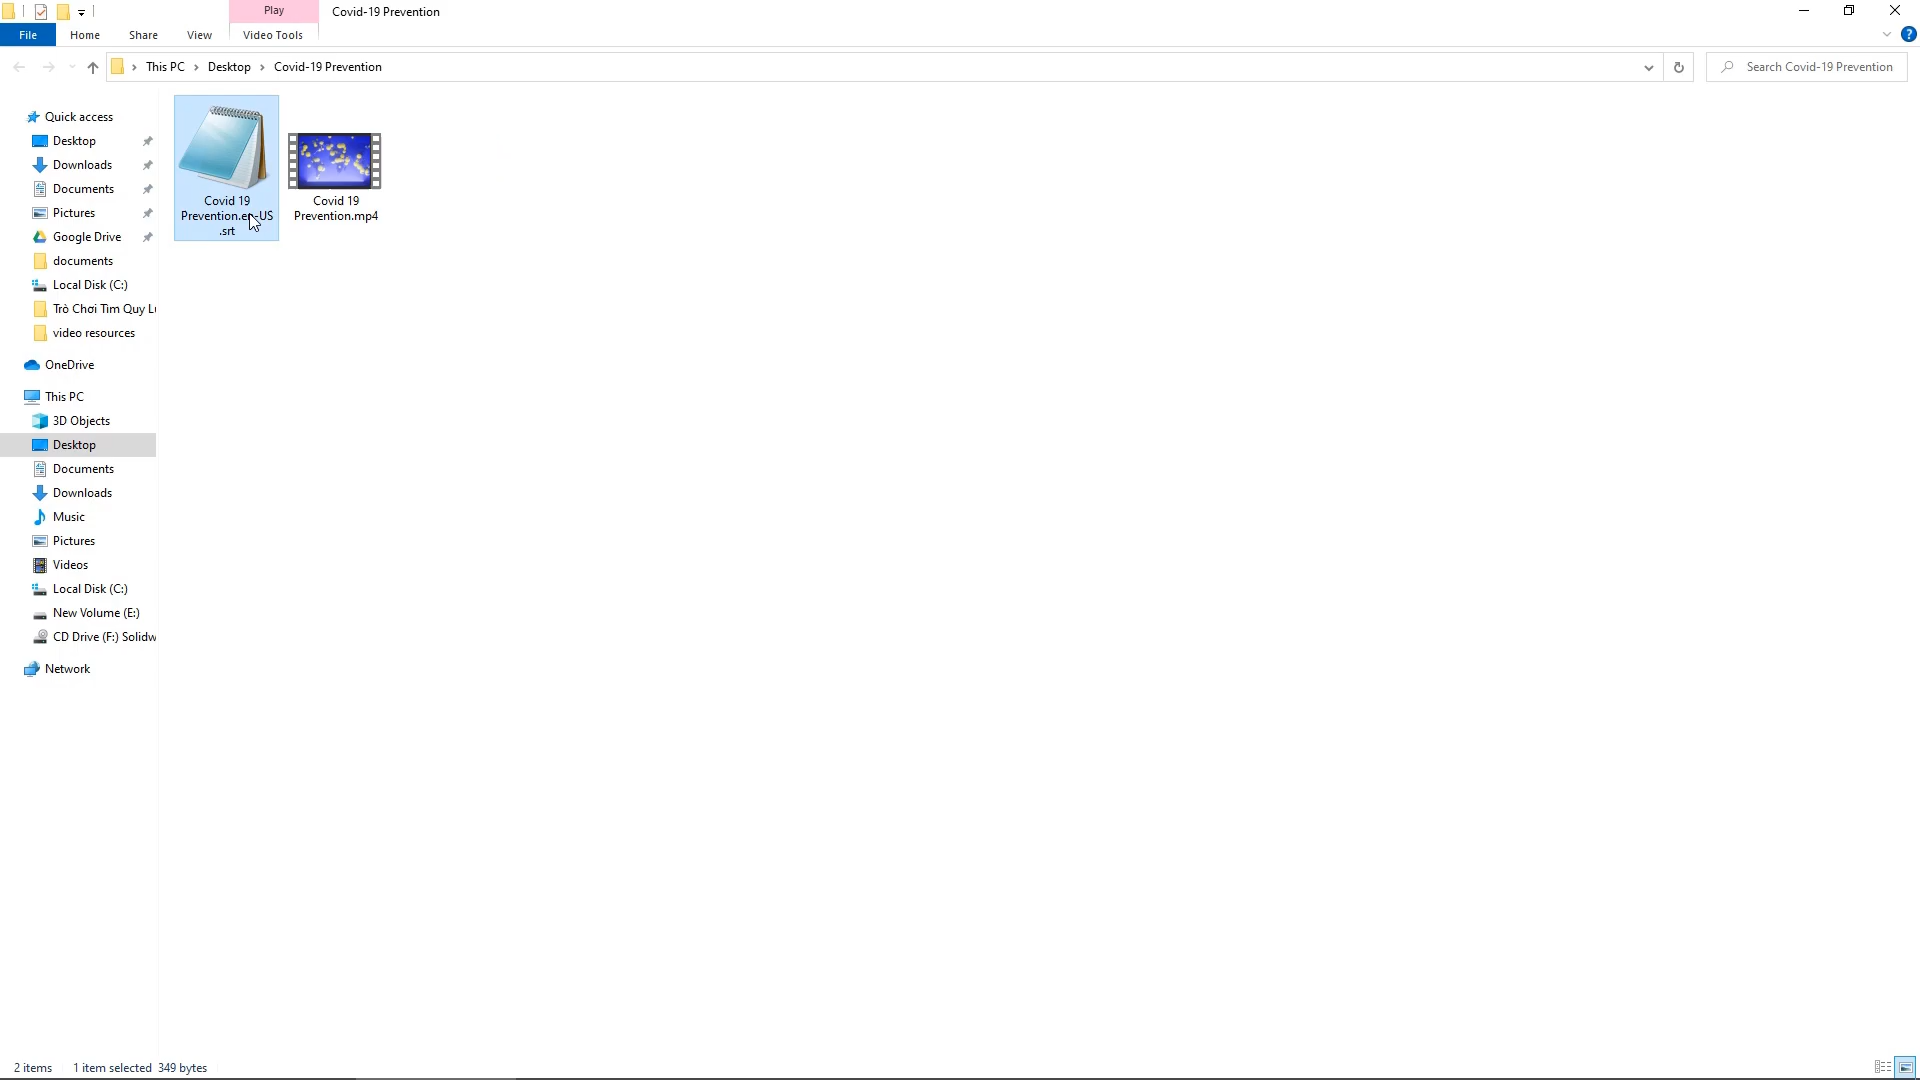 Play
Covid-19 Prevention
File
Home
Share
View
Video Tools
This PC
Desktop
Covid-19 Prevention
Search Covid-19 Prevention
Quick access
Desktop
Downloads
Documents
Pictures
Google Drive
documents
Local Disk (C:)
Trò Chơi Tìm Quy
video resources
OneDrive
This PC
3D Objects
Desktop
Documents
Downloads
Music
Pictures
Videos
Local Disk (C:)
New Volume (E:)
CD Drive (F:) Solidw
Network
Covid 19
Prevention.en-US
.srt
Covid 19
Prevention.mp4
2 items
1 item selected 349 bytes